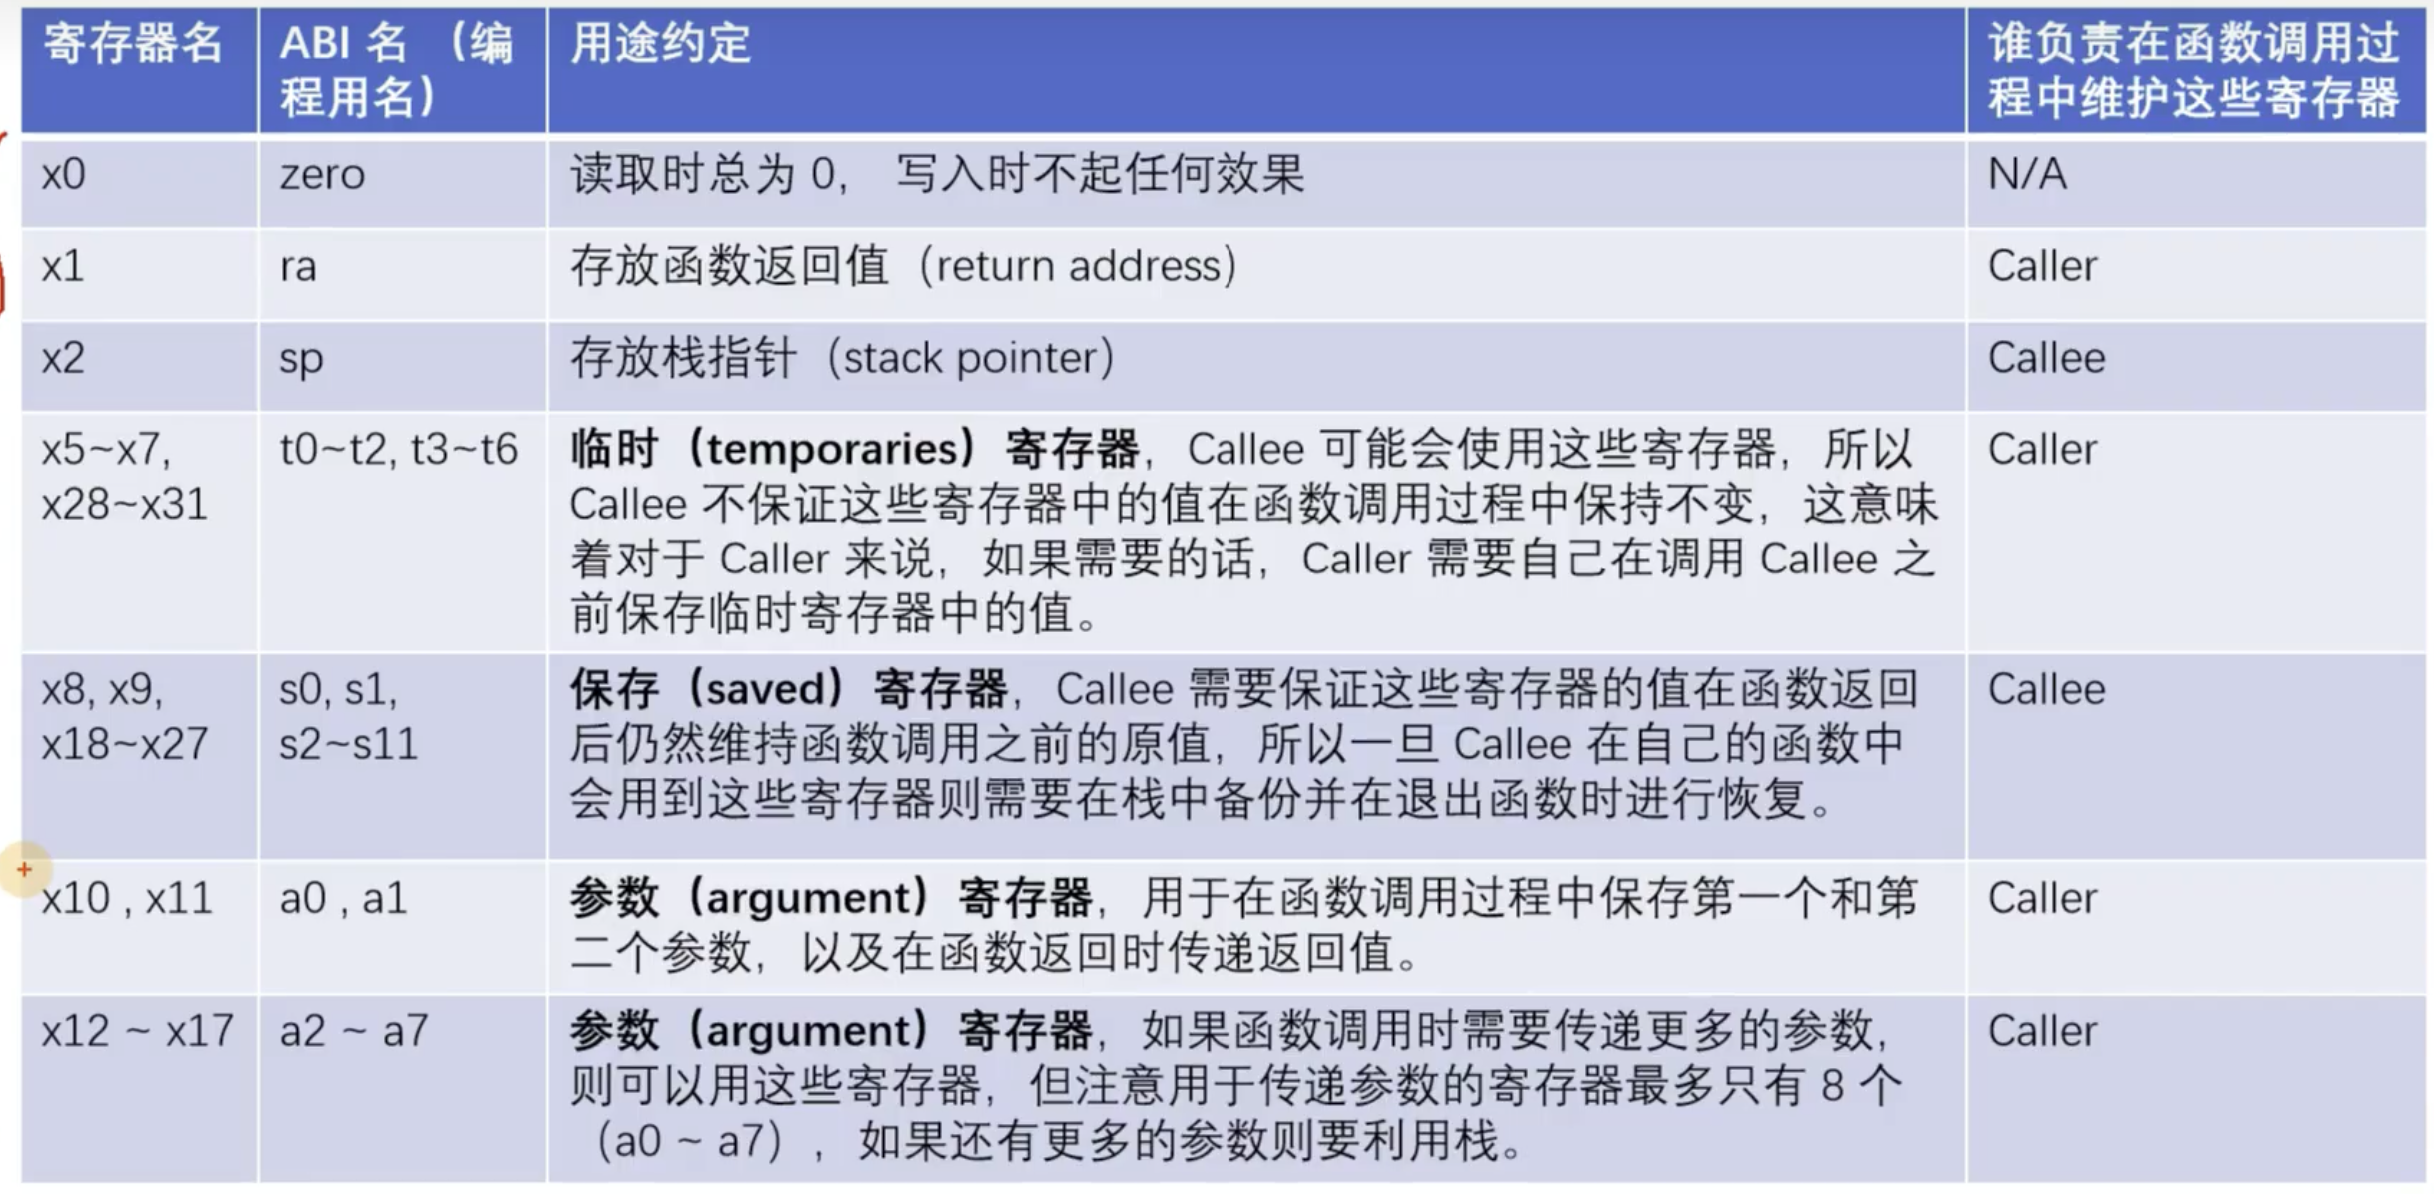 寄存器名
ABI 名 （编
程用名）
用途约定
谁负责在函数调用过
程中维护这些寄存器
x0
zero
读取时总为 0， 写入时不起任何效果
N/A
x1
ra
存放函数返回值（return address）
Caller
x2
sp
存放栈指针（stack pointer）
Callee
x5~x7,
x28~x31
t0~t2, t3~t6
临时（temporaries）寄存器，Callee 可能会使用这些寄存器，所以
Callee 不保证这些寄存器中的值在函数调用过程中保持不变，这意味
着对于 Caller 来说，如果需要的话，Caller 需要自己在调用 Callee 之
前保存临时寄存器中的值。
Caller
x8, x9,
x18~x27
s0, s1,
s2~s11
保存（saved）寄存器，Callee 需要保证这些寄存器的值在函数返回
后仍然维持函数调用之前的原值，所以一旦 Callee 在自己的函数中
会用到这些寄存器则需要在栈中备份并在退出函数时进行恢复。
Callee
x10 , x11
a0 , a1
参数（argument）寄存器，用于在函数调用过程中保存第一个和第
二个参数，以及在函数返回时传递返回值。
Caller
x12 ~ x17
a2 ~ a7
参数（argument）寄存器，如果函数调用时需要传递更多的参数，
则可以用这些寄存器，但注意用于传递参数的寄存器最多只有 8 个
（a0 ~ a7），如果还有更多的参数则要利用栈。
Caller